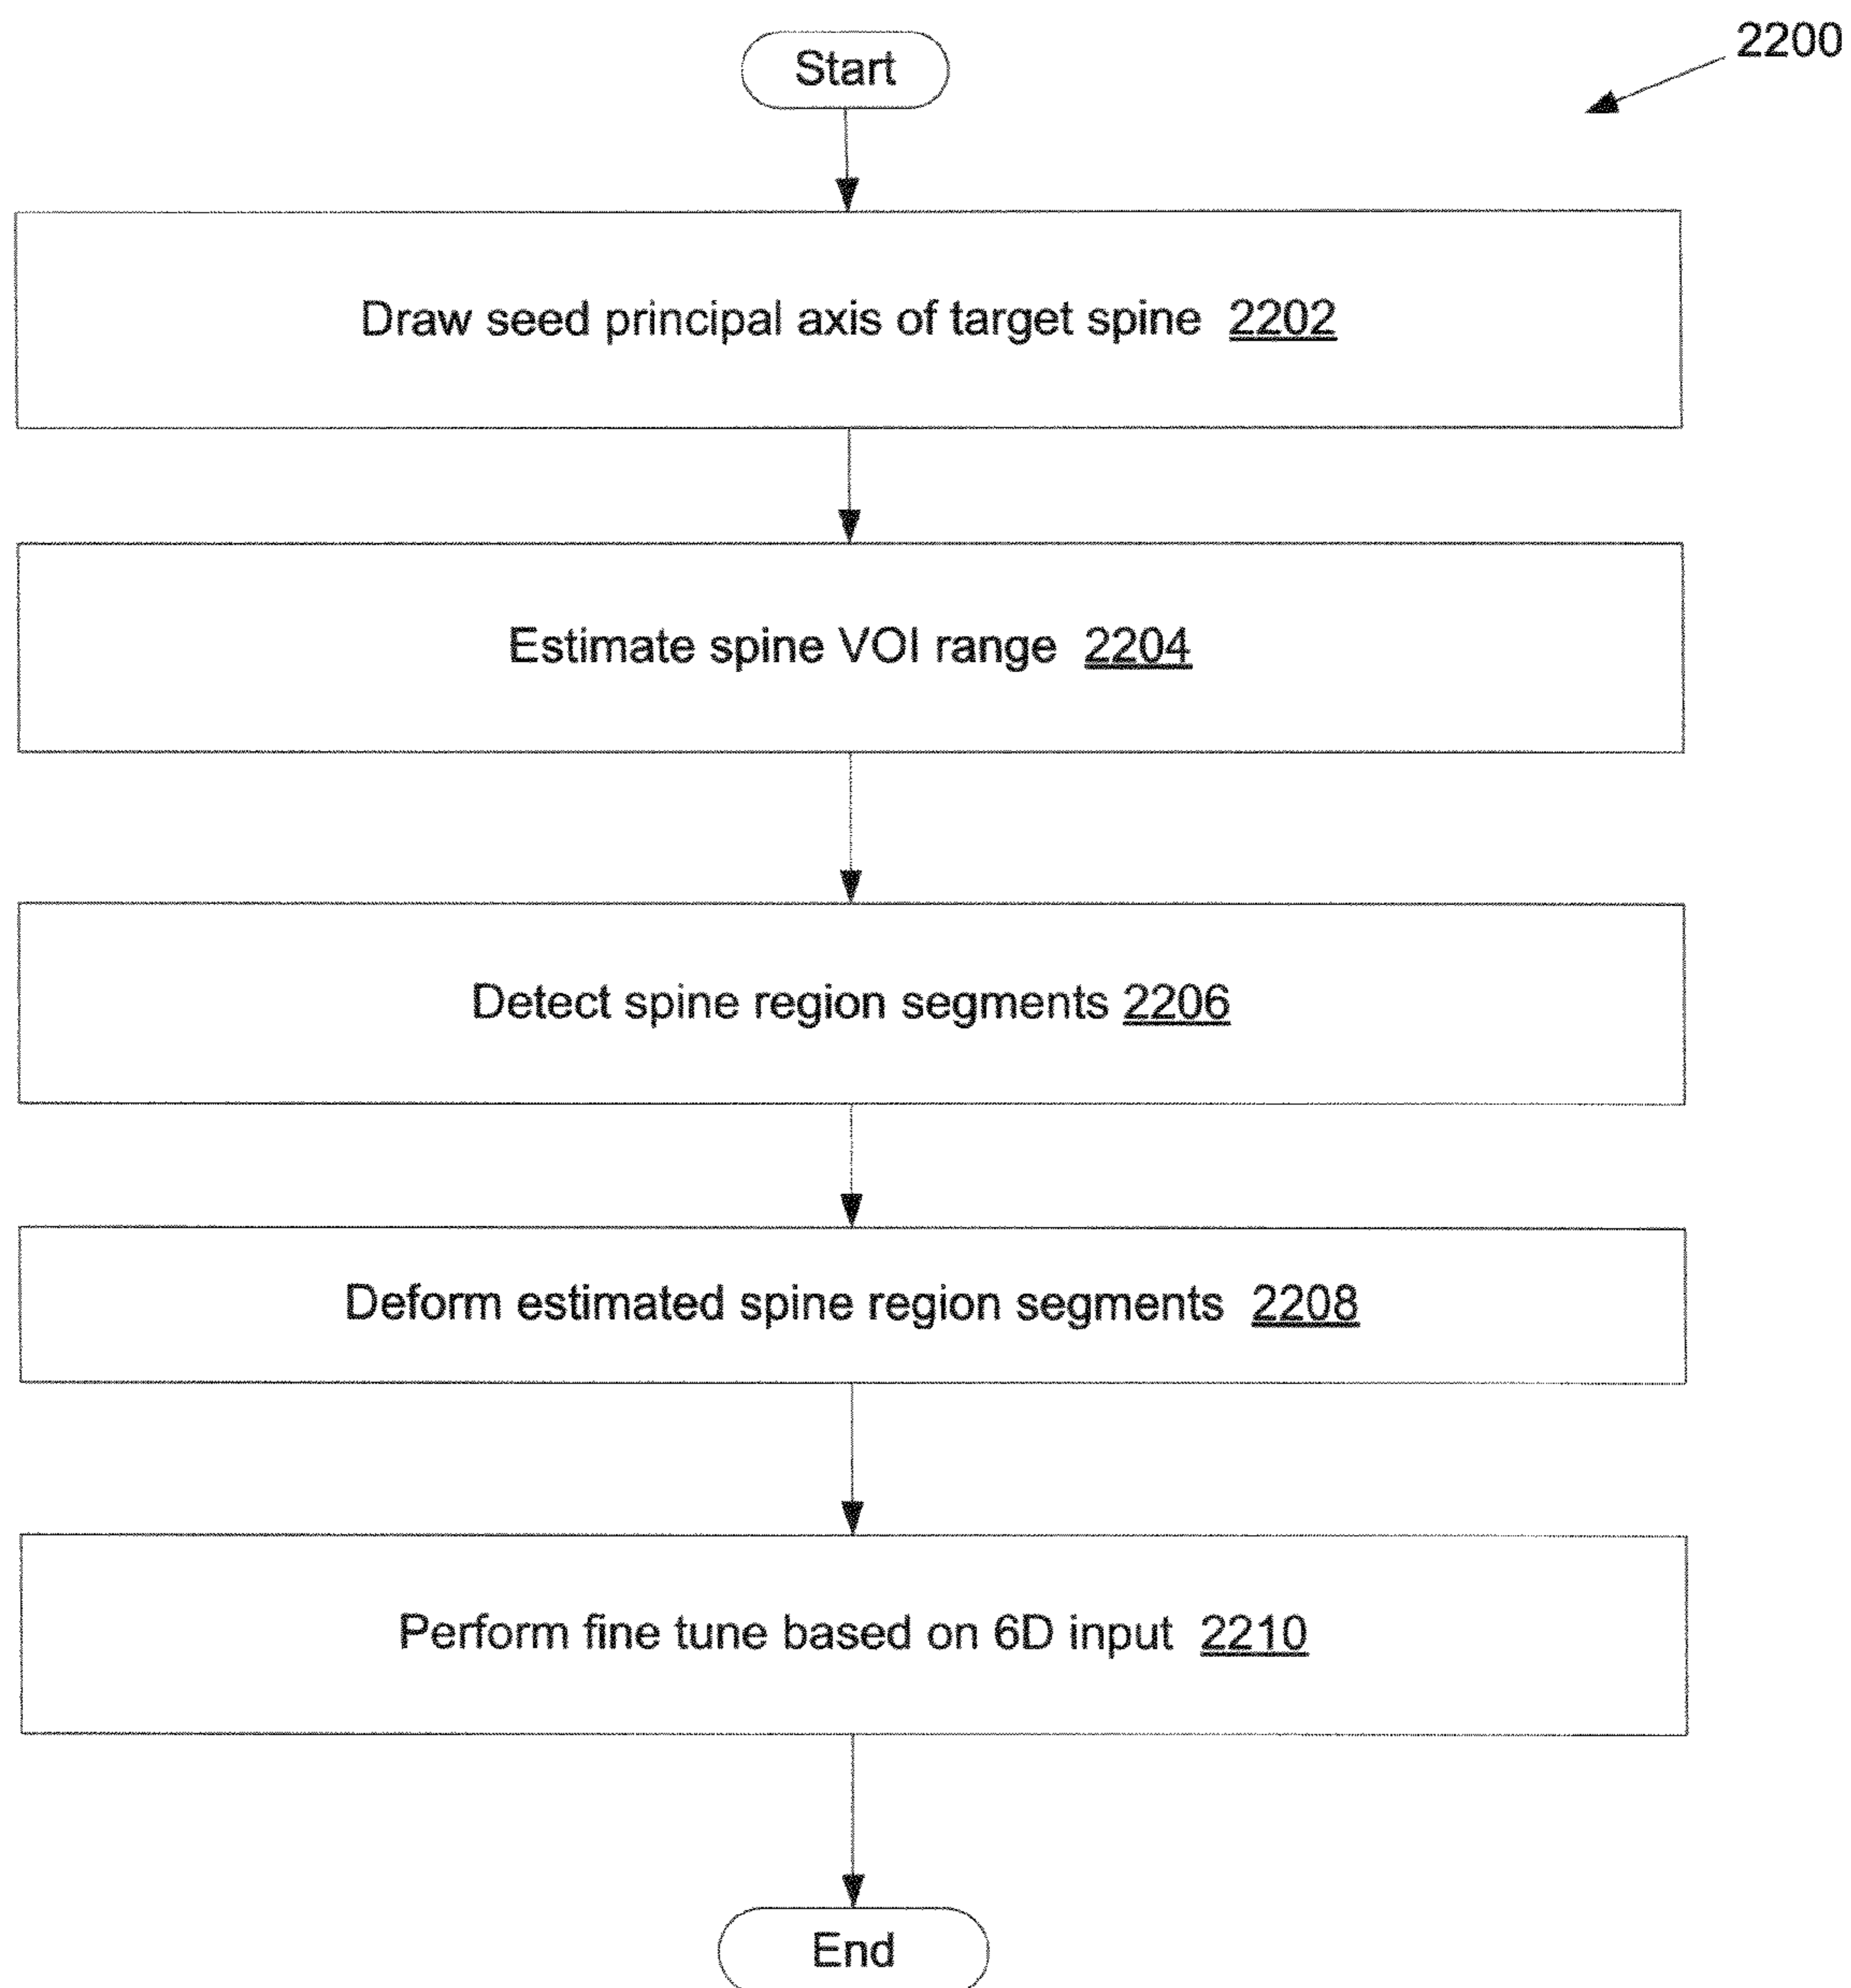 2200
Start
Draw seed principal axis of target spine 2202
Estimate spine VOI range 2204
Detect spine region segments 2206
Deform estimated spine region segments 2208
Perform fine tune based on 6D input 2210
End